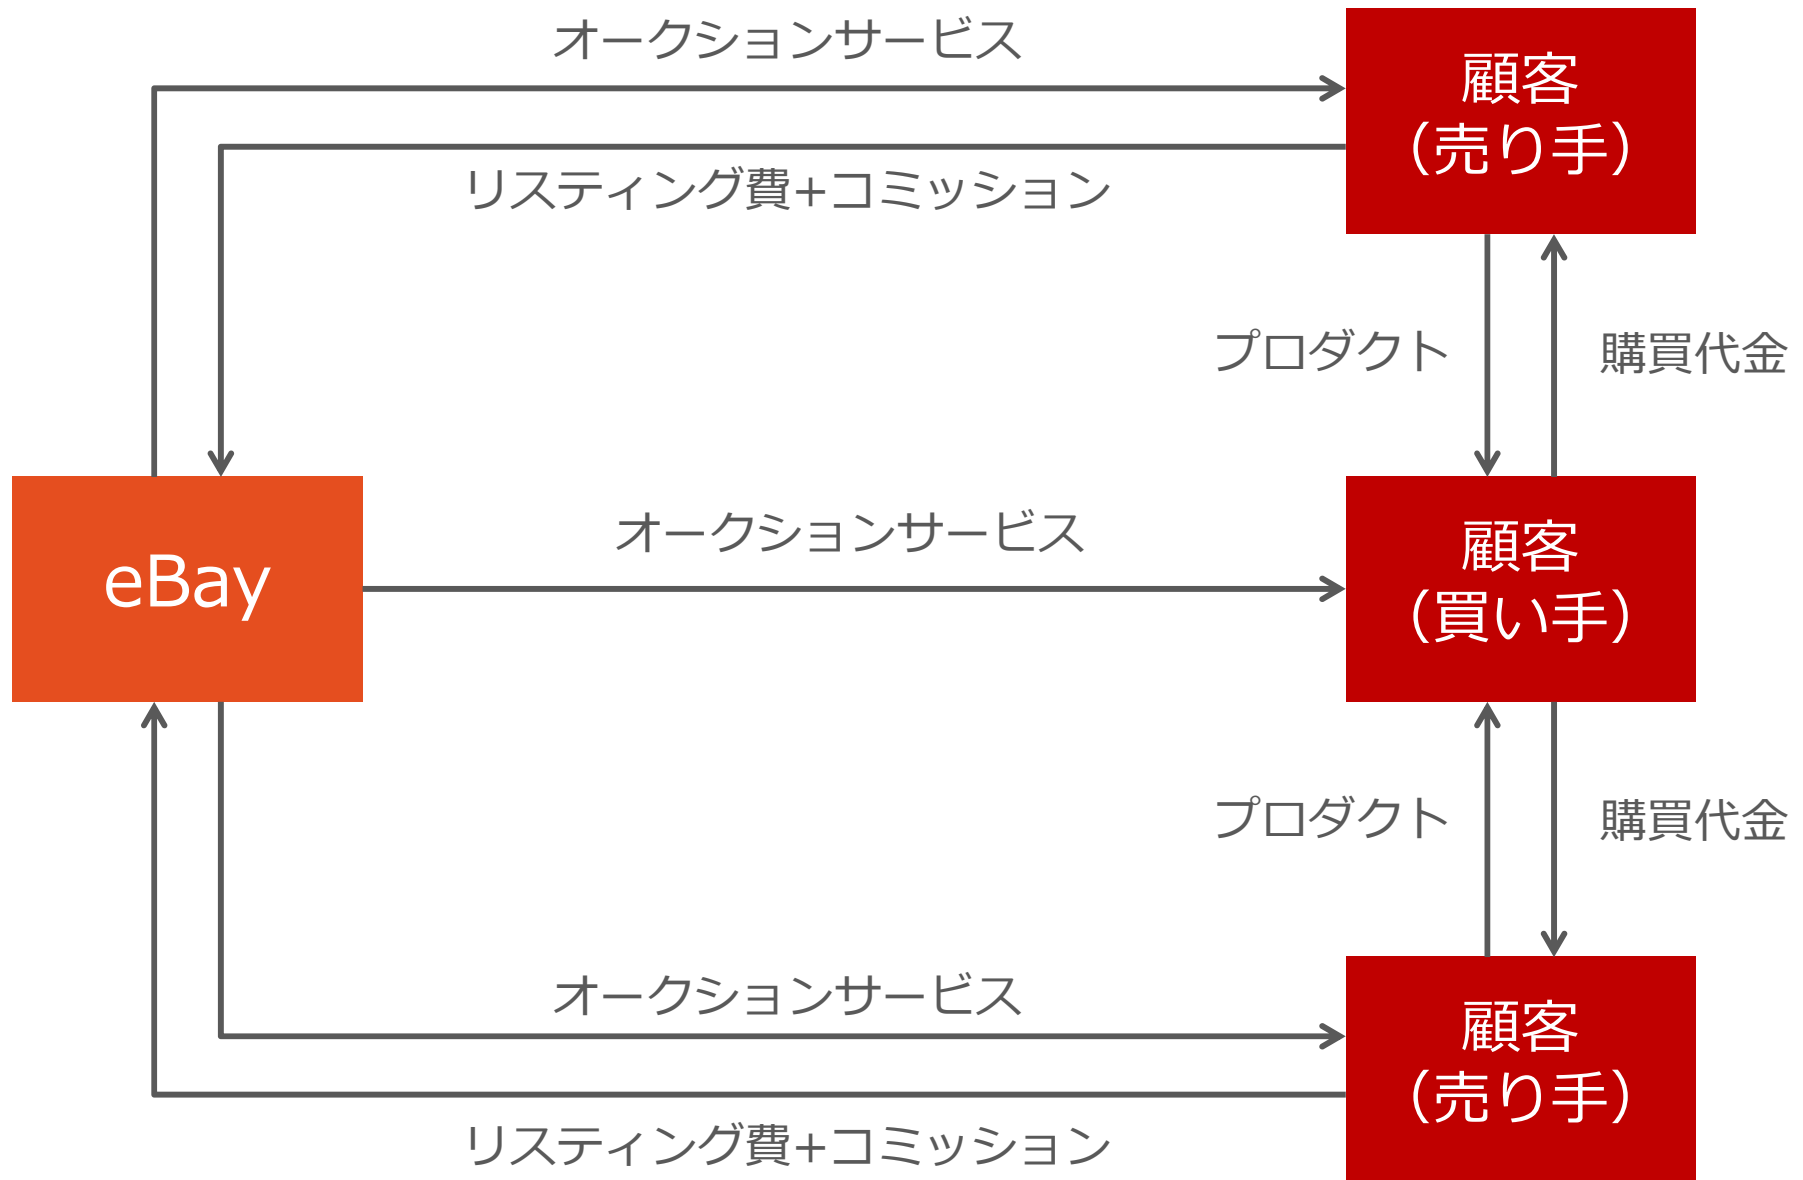 オークションサービス
顧客
（売り手）
リスティング費+コミッション
プロダクト
購買代金
eBay
オークションサービス
顧客
（買い手）
プロダクト
購買代金
オークションサービス
顧客
（売り手）
リスティング費+コミッション